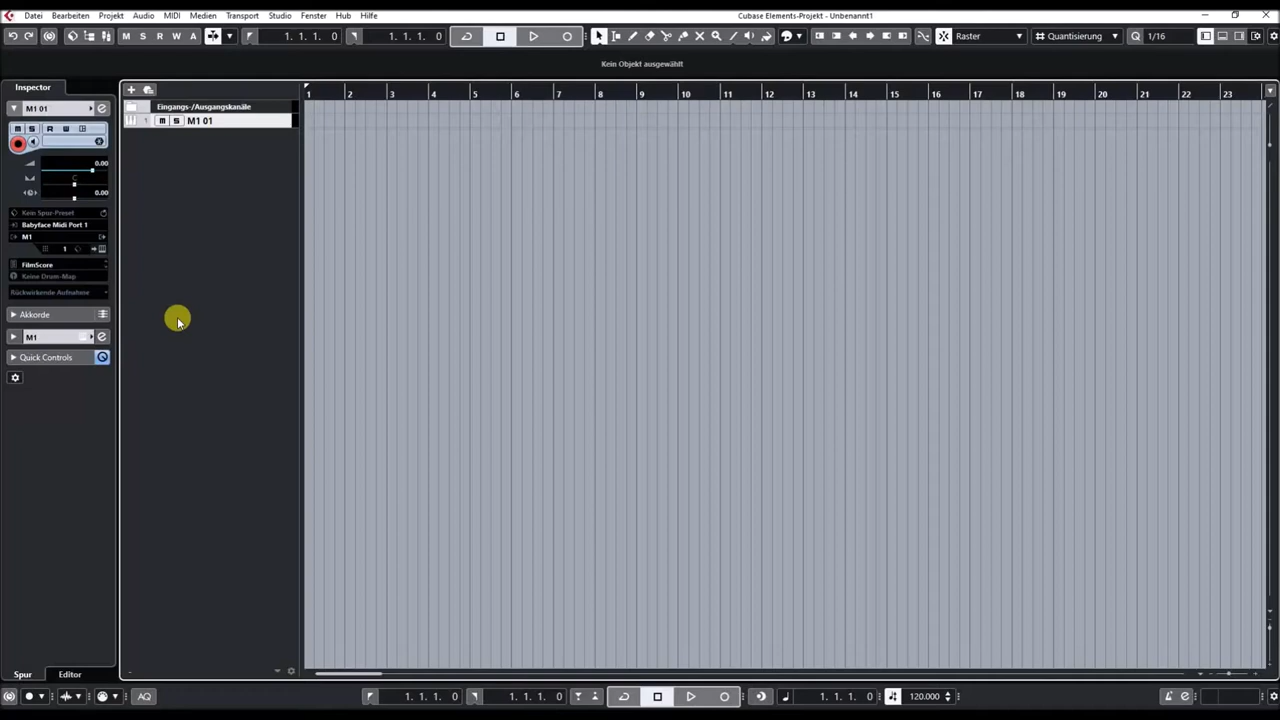 Cubase Elements-Projekt - Unbenannt1
Datei Bearbeiten Projekt Audio MIDI Medien Transport Studio Fenster Hub Hilfe
M S R W A 1. 1. 1. 0 1. 1. 1. 0 Raster Quantisierung Q 1/16
Kein Objekt ausgewählt
Inspector
1 2 3 4 5 6 7 8 9 10 11 12 13 14 15 16 17 18 19 20 21 22 23
M1 01
Eingangs-/Ausgangskanäle
1 M S M1 01
M S R W
0.00
C
0.00
Kein Spur-Preset
Babyface Midi Port 1
M1
1
FilmScore
Keine Drum-Map
Rückwirkende Aufnahme
Akkorde
M1
Quick Controls
Spur Editor
AQ 1. 1. 1. 0 1. 1. 1. 0 1. 1. 1. 0 120.000